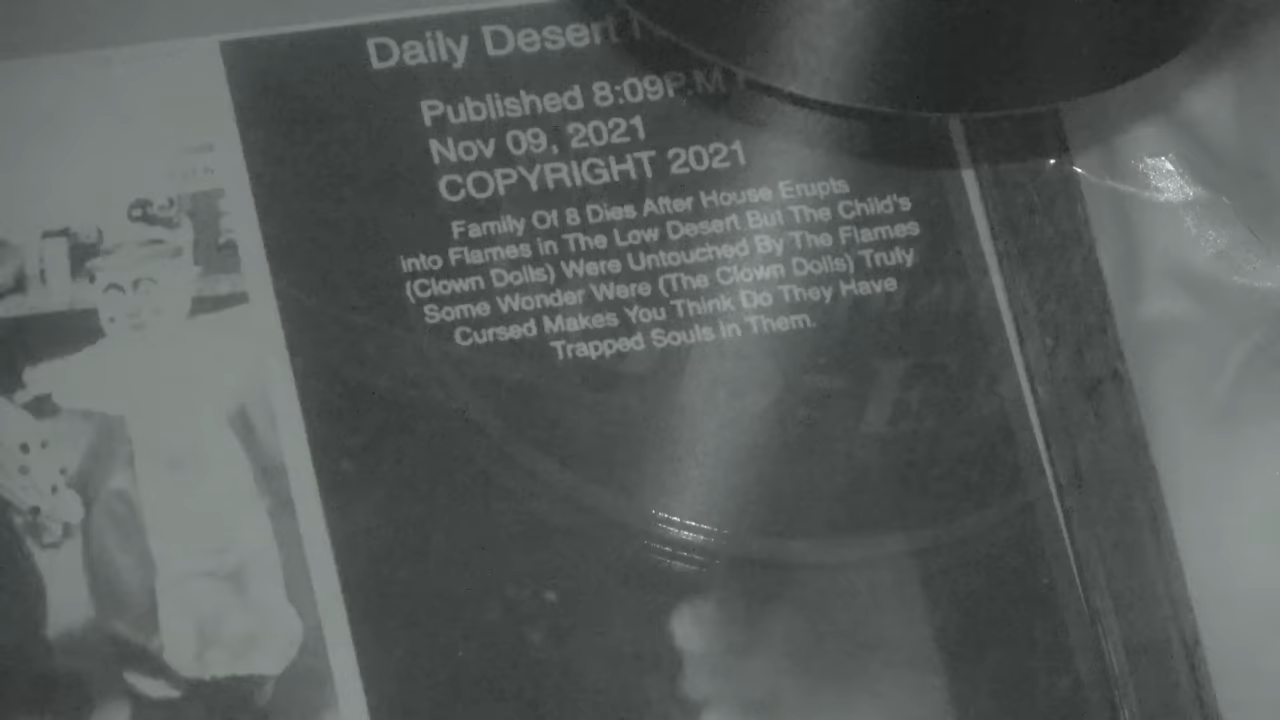 Daily Desert
Published 8:09P.M
Nov 09, 2021
COPYRIGHT 2021
Family Of 8 Dies After House Erupts
into Flames in The Low Desert But The Child's
(Clown Dolls) Were Untouched By The Flames
Some Wonder Were (The Clown Dolls) Truly
Cursed Makes You Think Do They Have
Trapped Souls in Them.